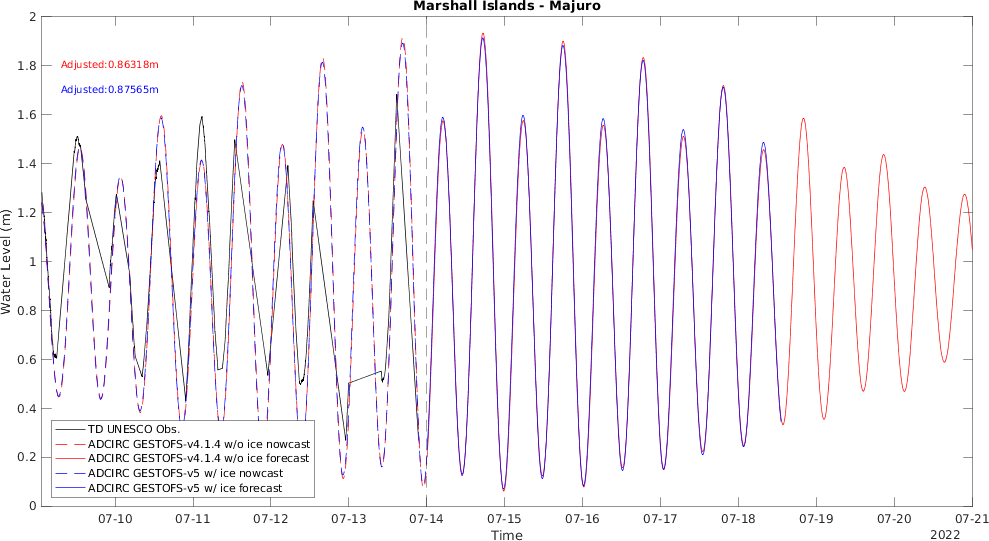 Marshall Islands - Majuro
Adjusted:0.86318m
Adjusted:0.87565m
Water Level (m)
2
1.8
1.6
1.4
1.2
1
0.8
0.6
0.4
0.2
0
TD UNESCO Obs.
ADCIRC GESTOFS-v4.1.4 w/o ice nowcast
ADCIRC GESTOFS-v4.1.4 w/o ice forecast
ADCIRC GESTOFS-v5 w/ ice nowcast
ADCIRC GESTOFS-v5 w/ ice forecast
07-10 07-11 07-12 07-13 07-14 07-15 07-16 07-17 07-18 07-19 07-20 07-21
Time
2022